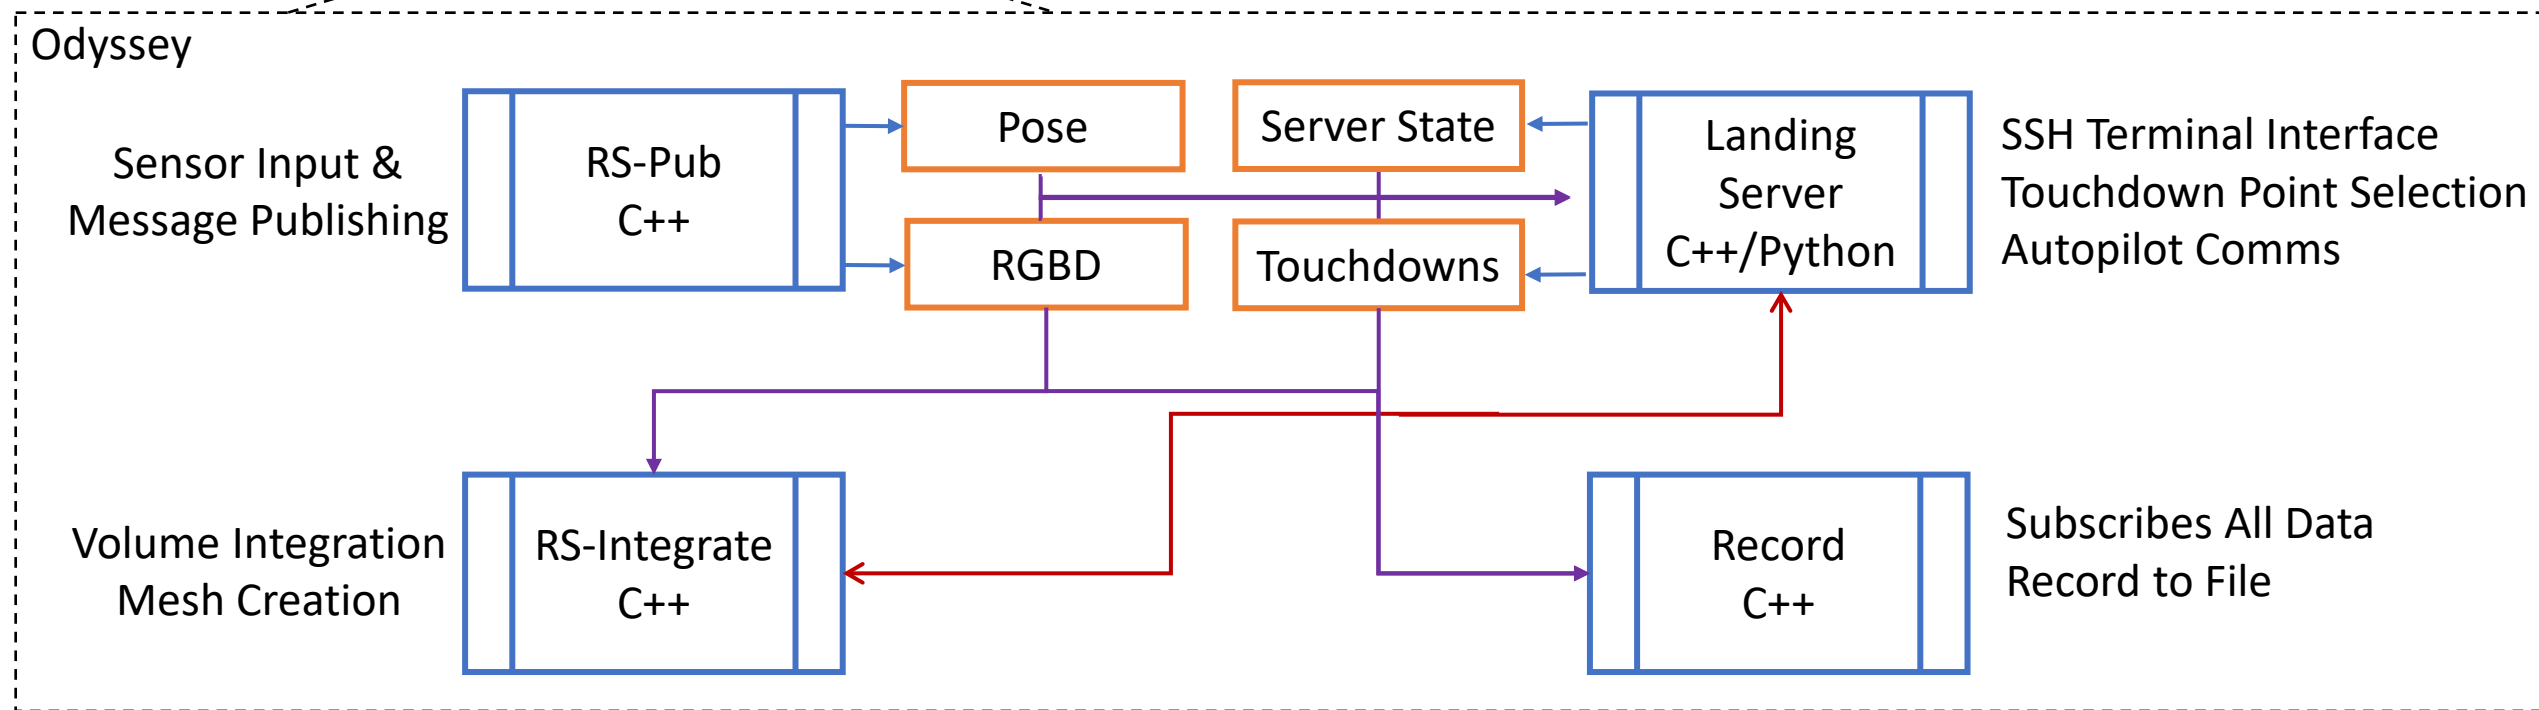 Odyssey
Sensor Input &
Message Publishing
RS-Pub
C++
Pose
RGBD
Server State
Touchdowns
Landing
Server
C++/Python
SSH Terminal Interface
Touchdown Point Selection
Autopilot Comms
Volume Integration
Mesh Creation
RS-Integrate
C++
Record
C++
Subscribes All Data
Record to File